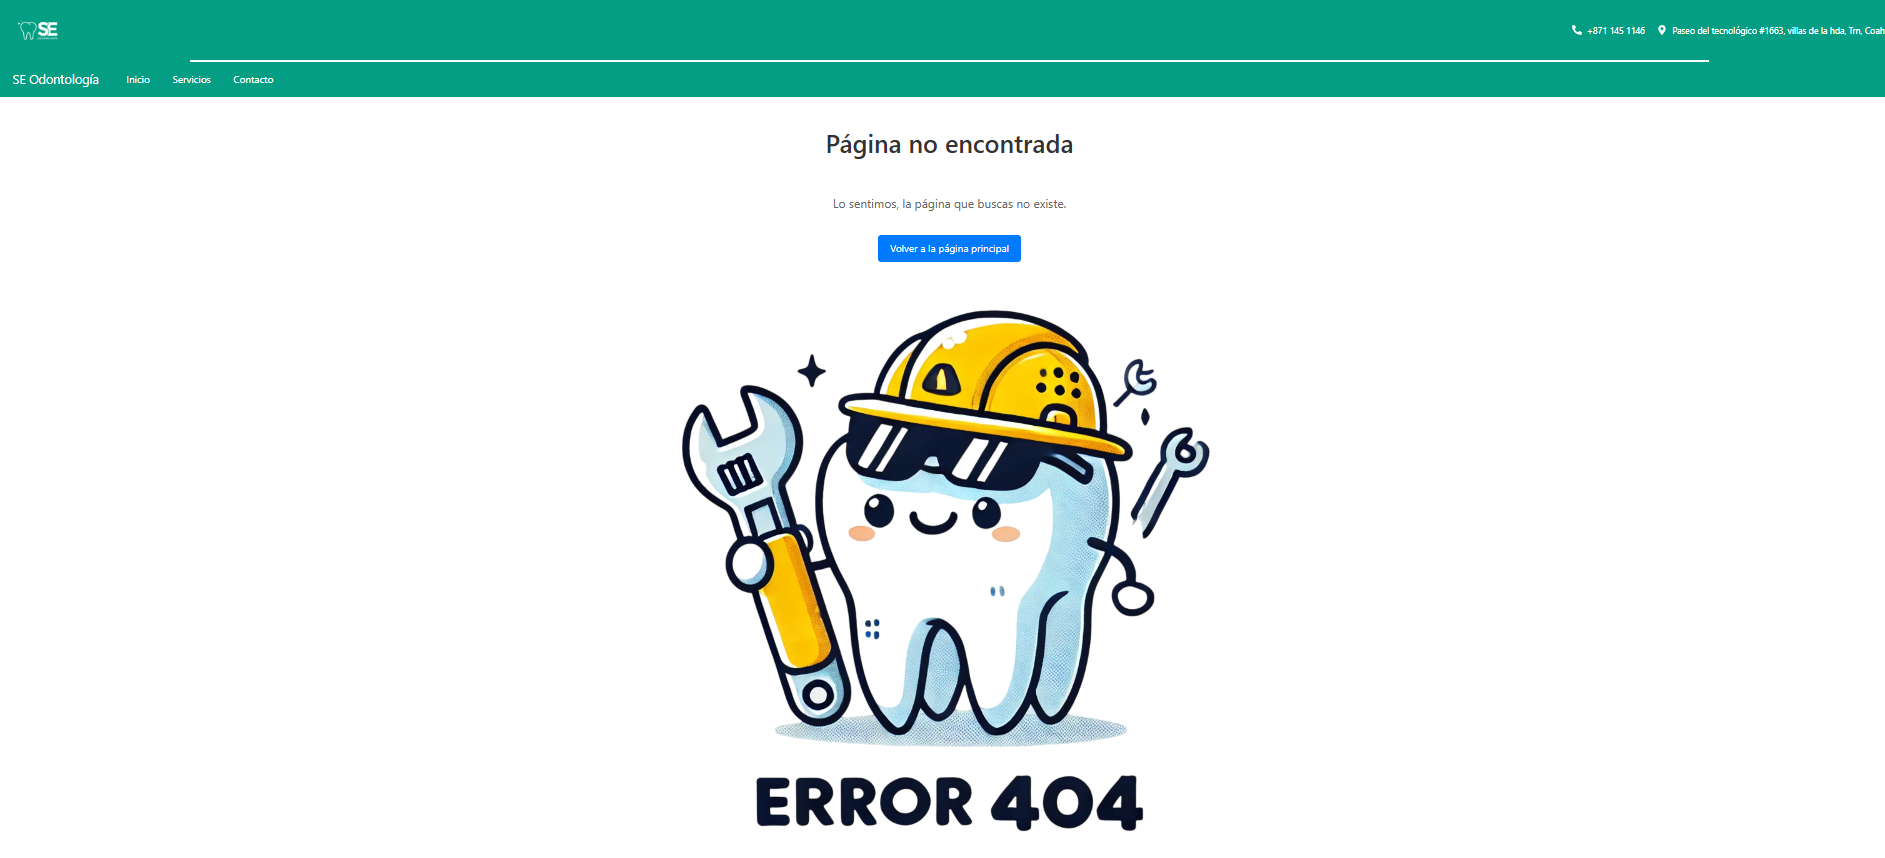 SE
+871 145 1146
Paseo del tecnológico #1663, villas de la hda, Trn, Coah
SE Odontología
Inicio
Servicios
Contacto
Página no encontrada
Lo sentimos, la página que buscas no existe.
Volver a la página principal
ERROR 404